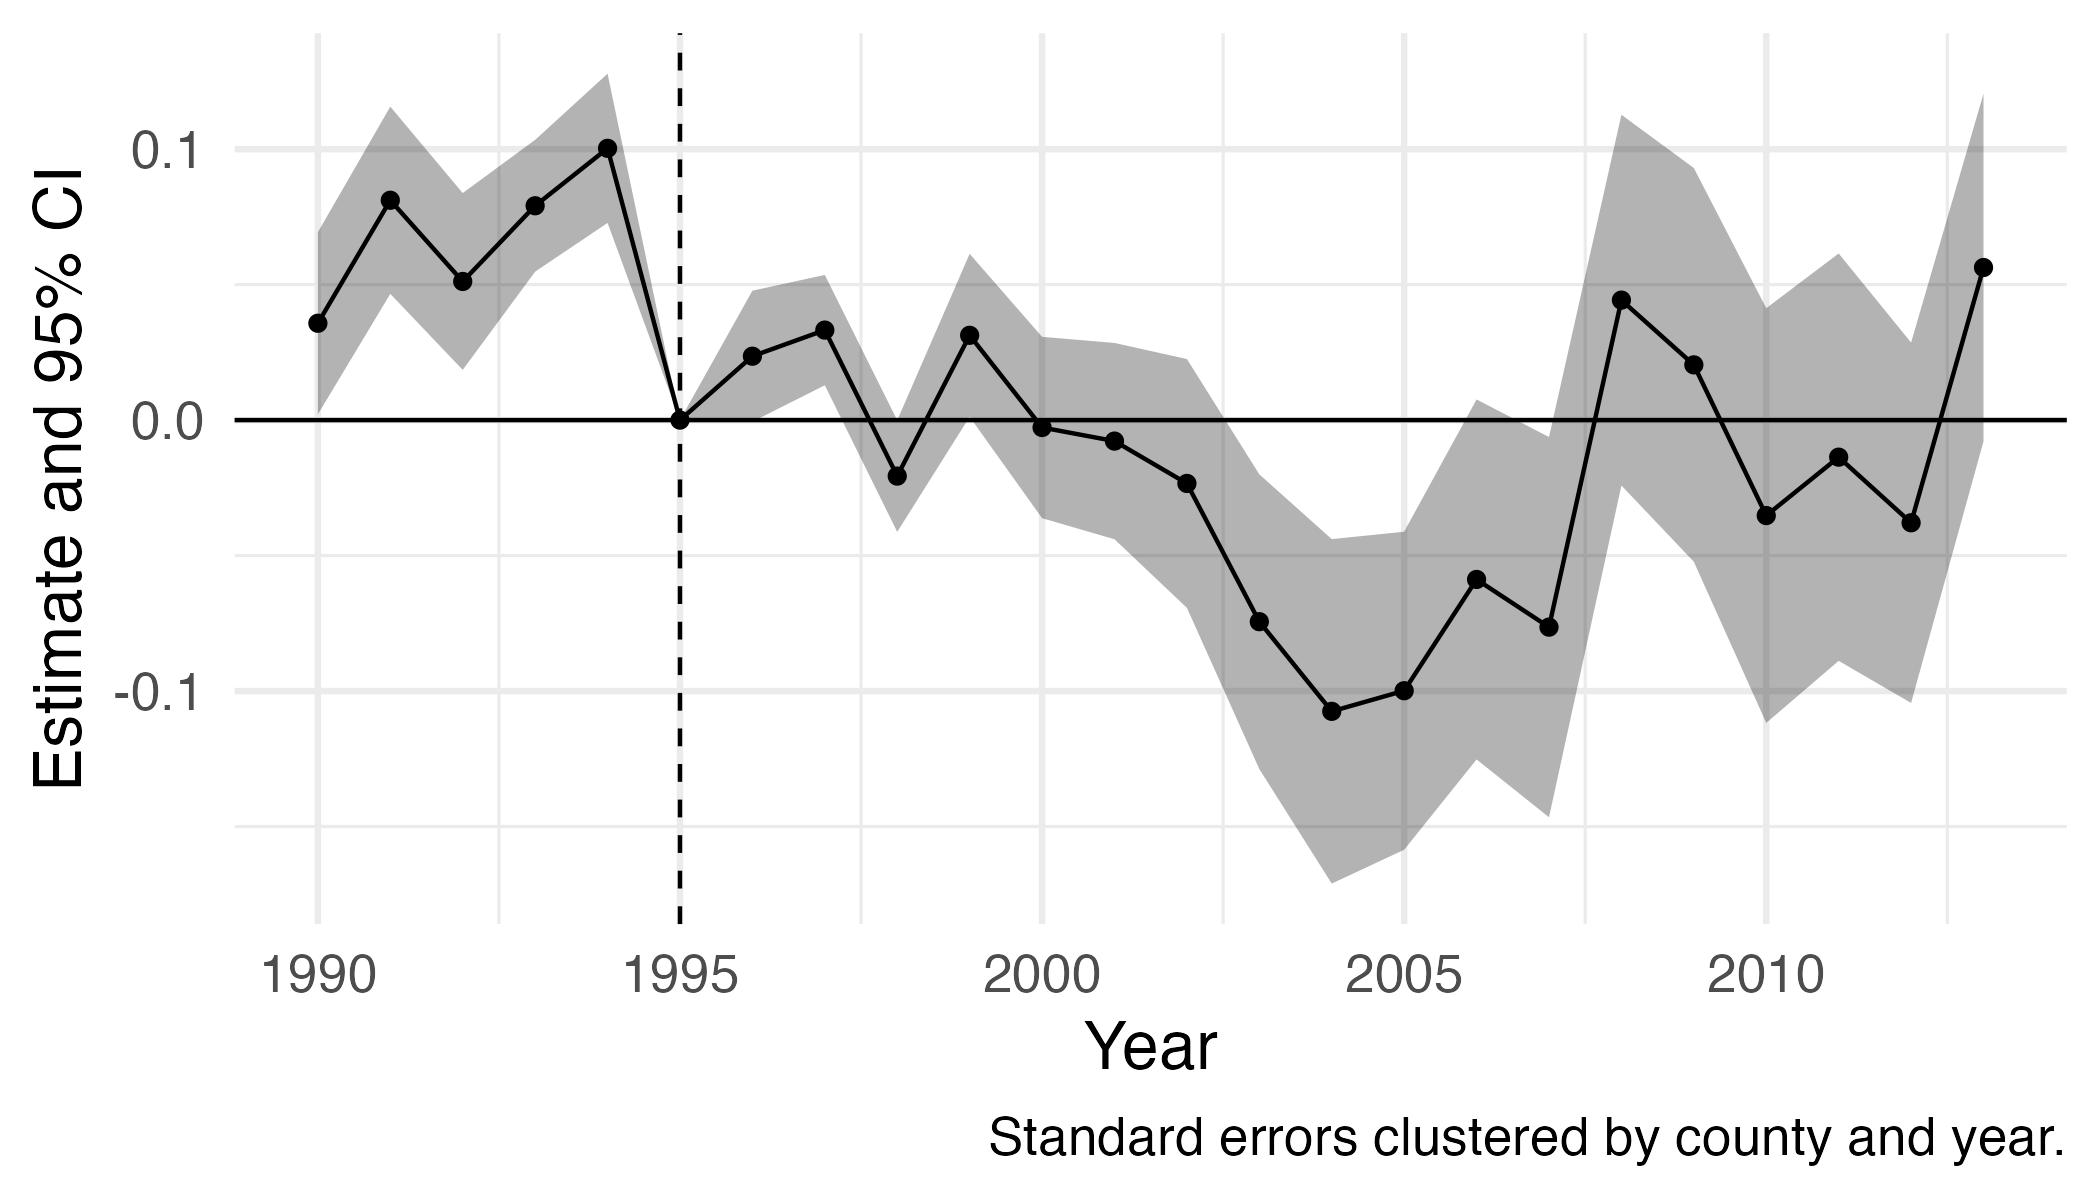 Estimate and 95% CI
0.1
0.0
-0.1
1990 1995 2000 2005 2010
Year
Standard errors clustered by county and year.